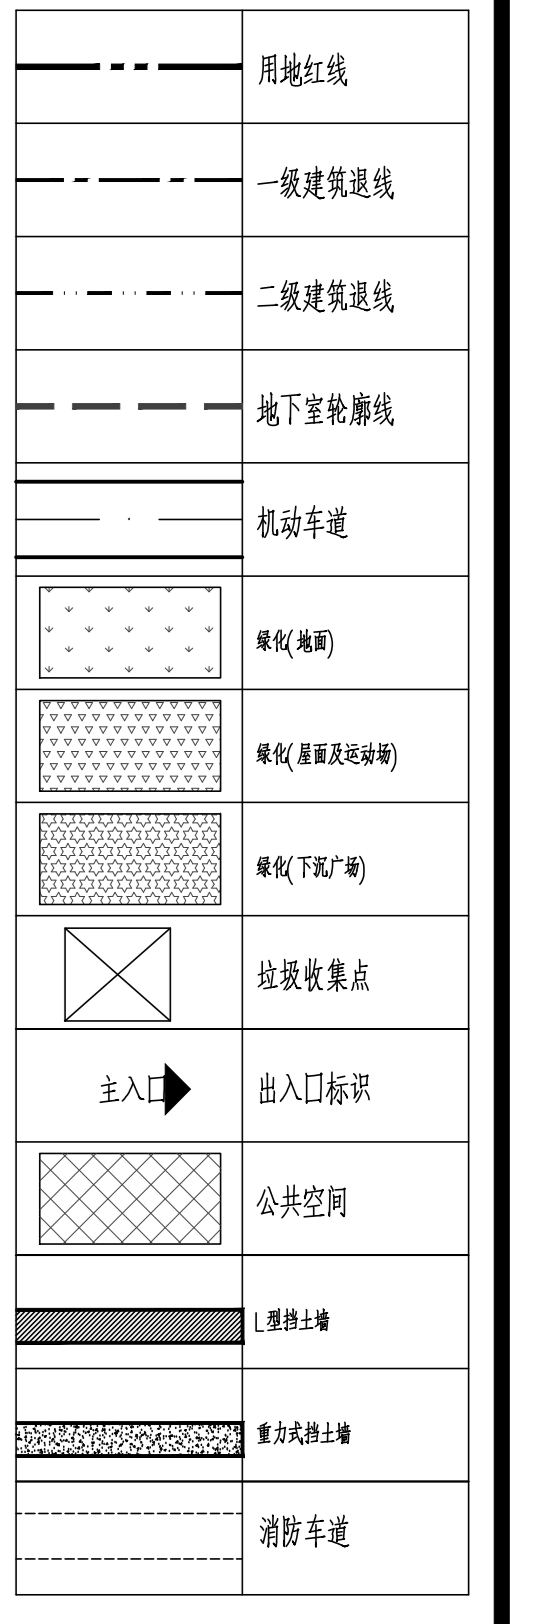 用地红线
一级建筑退线
二级建筑退线
地下室轮廓线
机动车道
绿化(地面)
绿化(屋面及运动场)
绿化(下沉广场)
垃圾收集点
主入口 出入口标识
公共空间
L型挡土墙
重力式挡土墙
消防车道